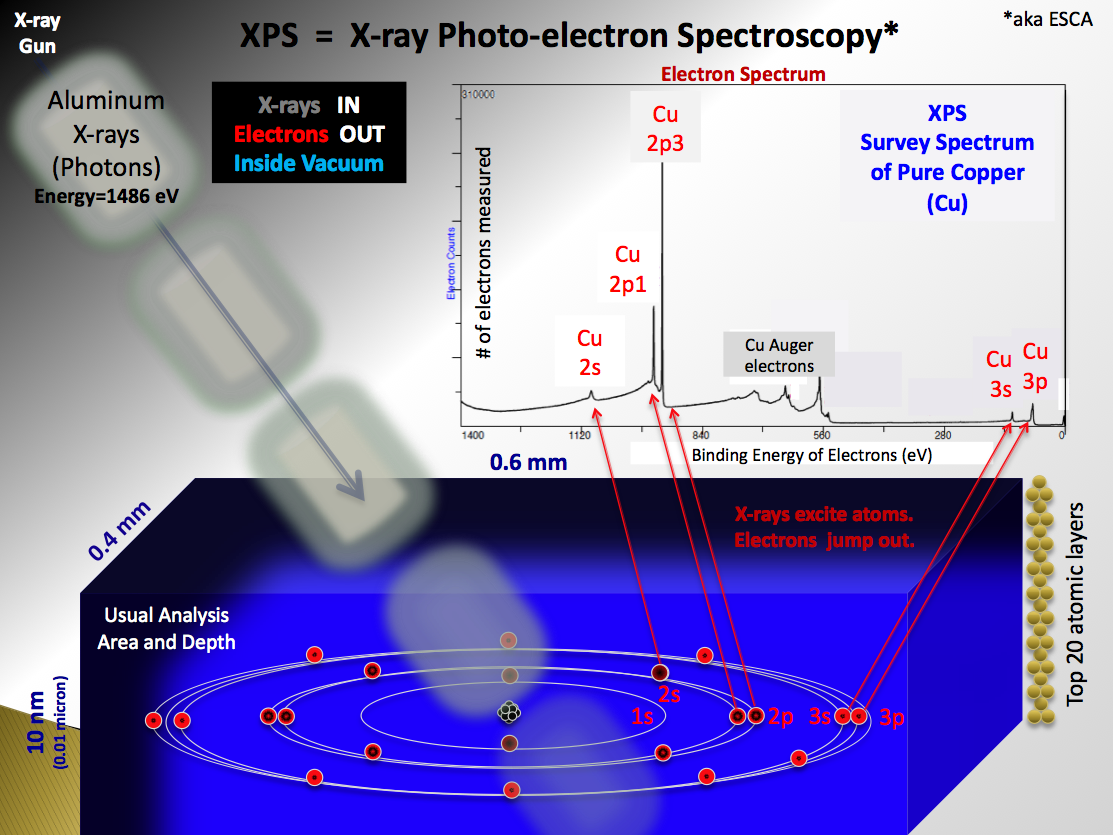 X-ray
Gun
XPS = X-ray Photo-electron Spectroscopy*
*aka ESCA
Aluminum
X-rays
(Photons)
Energy=1486 eV
X-rays IN
Electrons OUT
Inside Vacuum
Electron Spectrum
310000
Electron Counts
# of electrons measured
Cu
2p3
Cu
2p1
Cu
2s
Cu Auger
electrons
XPS
Survey Spectrum
of Pure Copper
(Cu)
Cu
3s
Cu
3p
1400
1120
840
560
280
0
Binding Energy of Electrons (eV)
0.6 mm
0.4 mm
X-rays excite atoms.
Electrons jump out.
Usual Analysis
Area and Depth
10 nm
(0.01 micron)
1s
2s
2p
3s
3p
Top 20 atomic layers